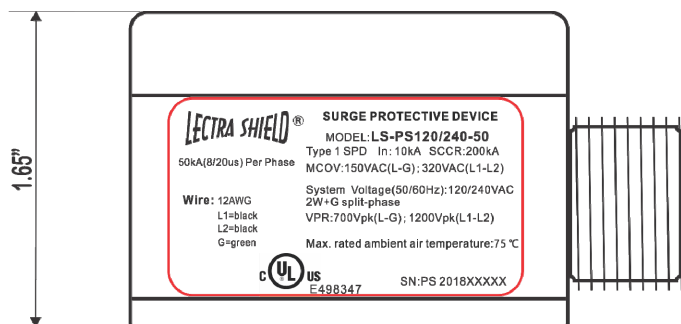 1.65”
LECTRA SHIELD®
50kA(8/20us) Per Phase
Wire: 12AWG
L1=black
L2=black
G=green
SURGE PROTECTIVE DEVICE
MODEL:LS-PS120/240-50
Type 1 SPD In: 10kA SCCR:200kA
MCOV:150VAC(L-G); 320VAC(L1-L2)
System Voltage(50/60Hz):120/240VAC
2W+G split-phase
VPR:700Vpk(L-G); 1200Vpk(L1-L2)
Max. rated ambient air temperature:75 ℃
C UL US
E498347
SN:PS 2018XXXXX